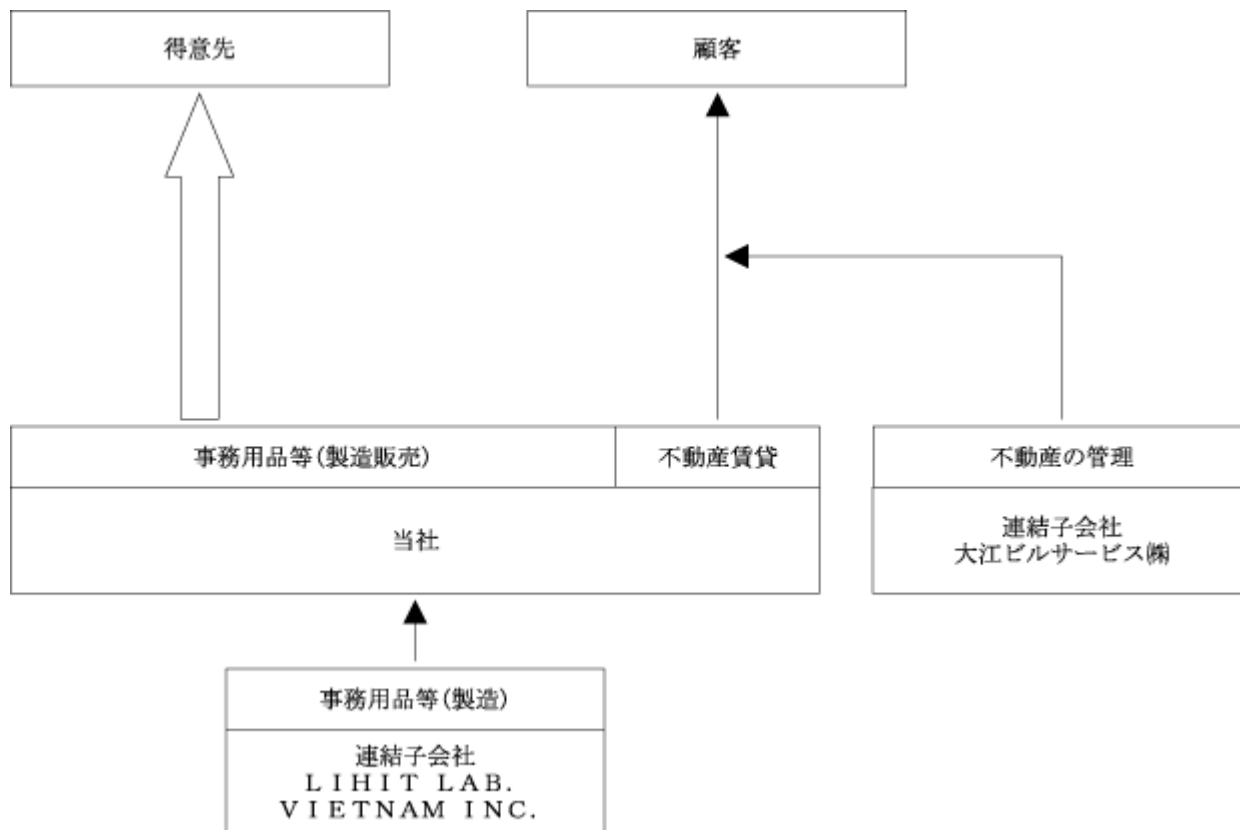 得意先
顧客
事務用品等(製造販売)
不動産賃貸
不動産の管理
当社
連結子会社
大江ビルサービス㈱
事務用品等(製造)
連結子会社
ＬＩＨＩＴ ＬＡＢ.
ＶＩＥＴＮＡＭ ＩＮＣ.